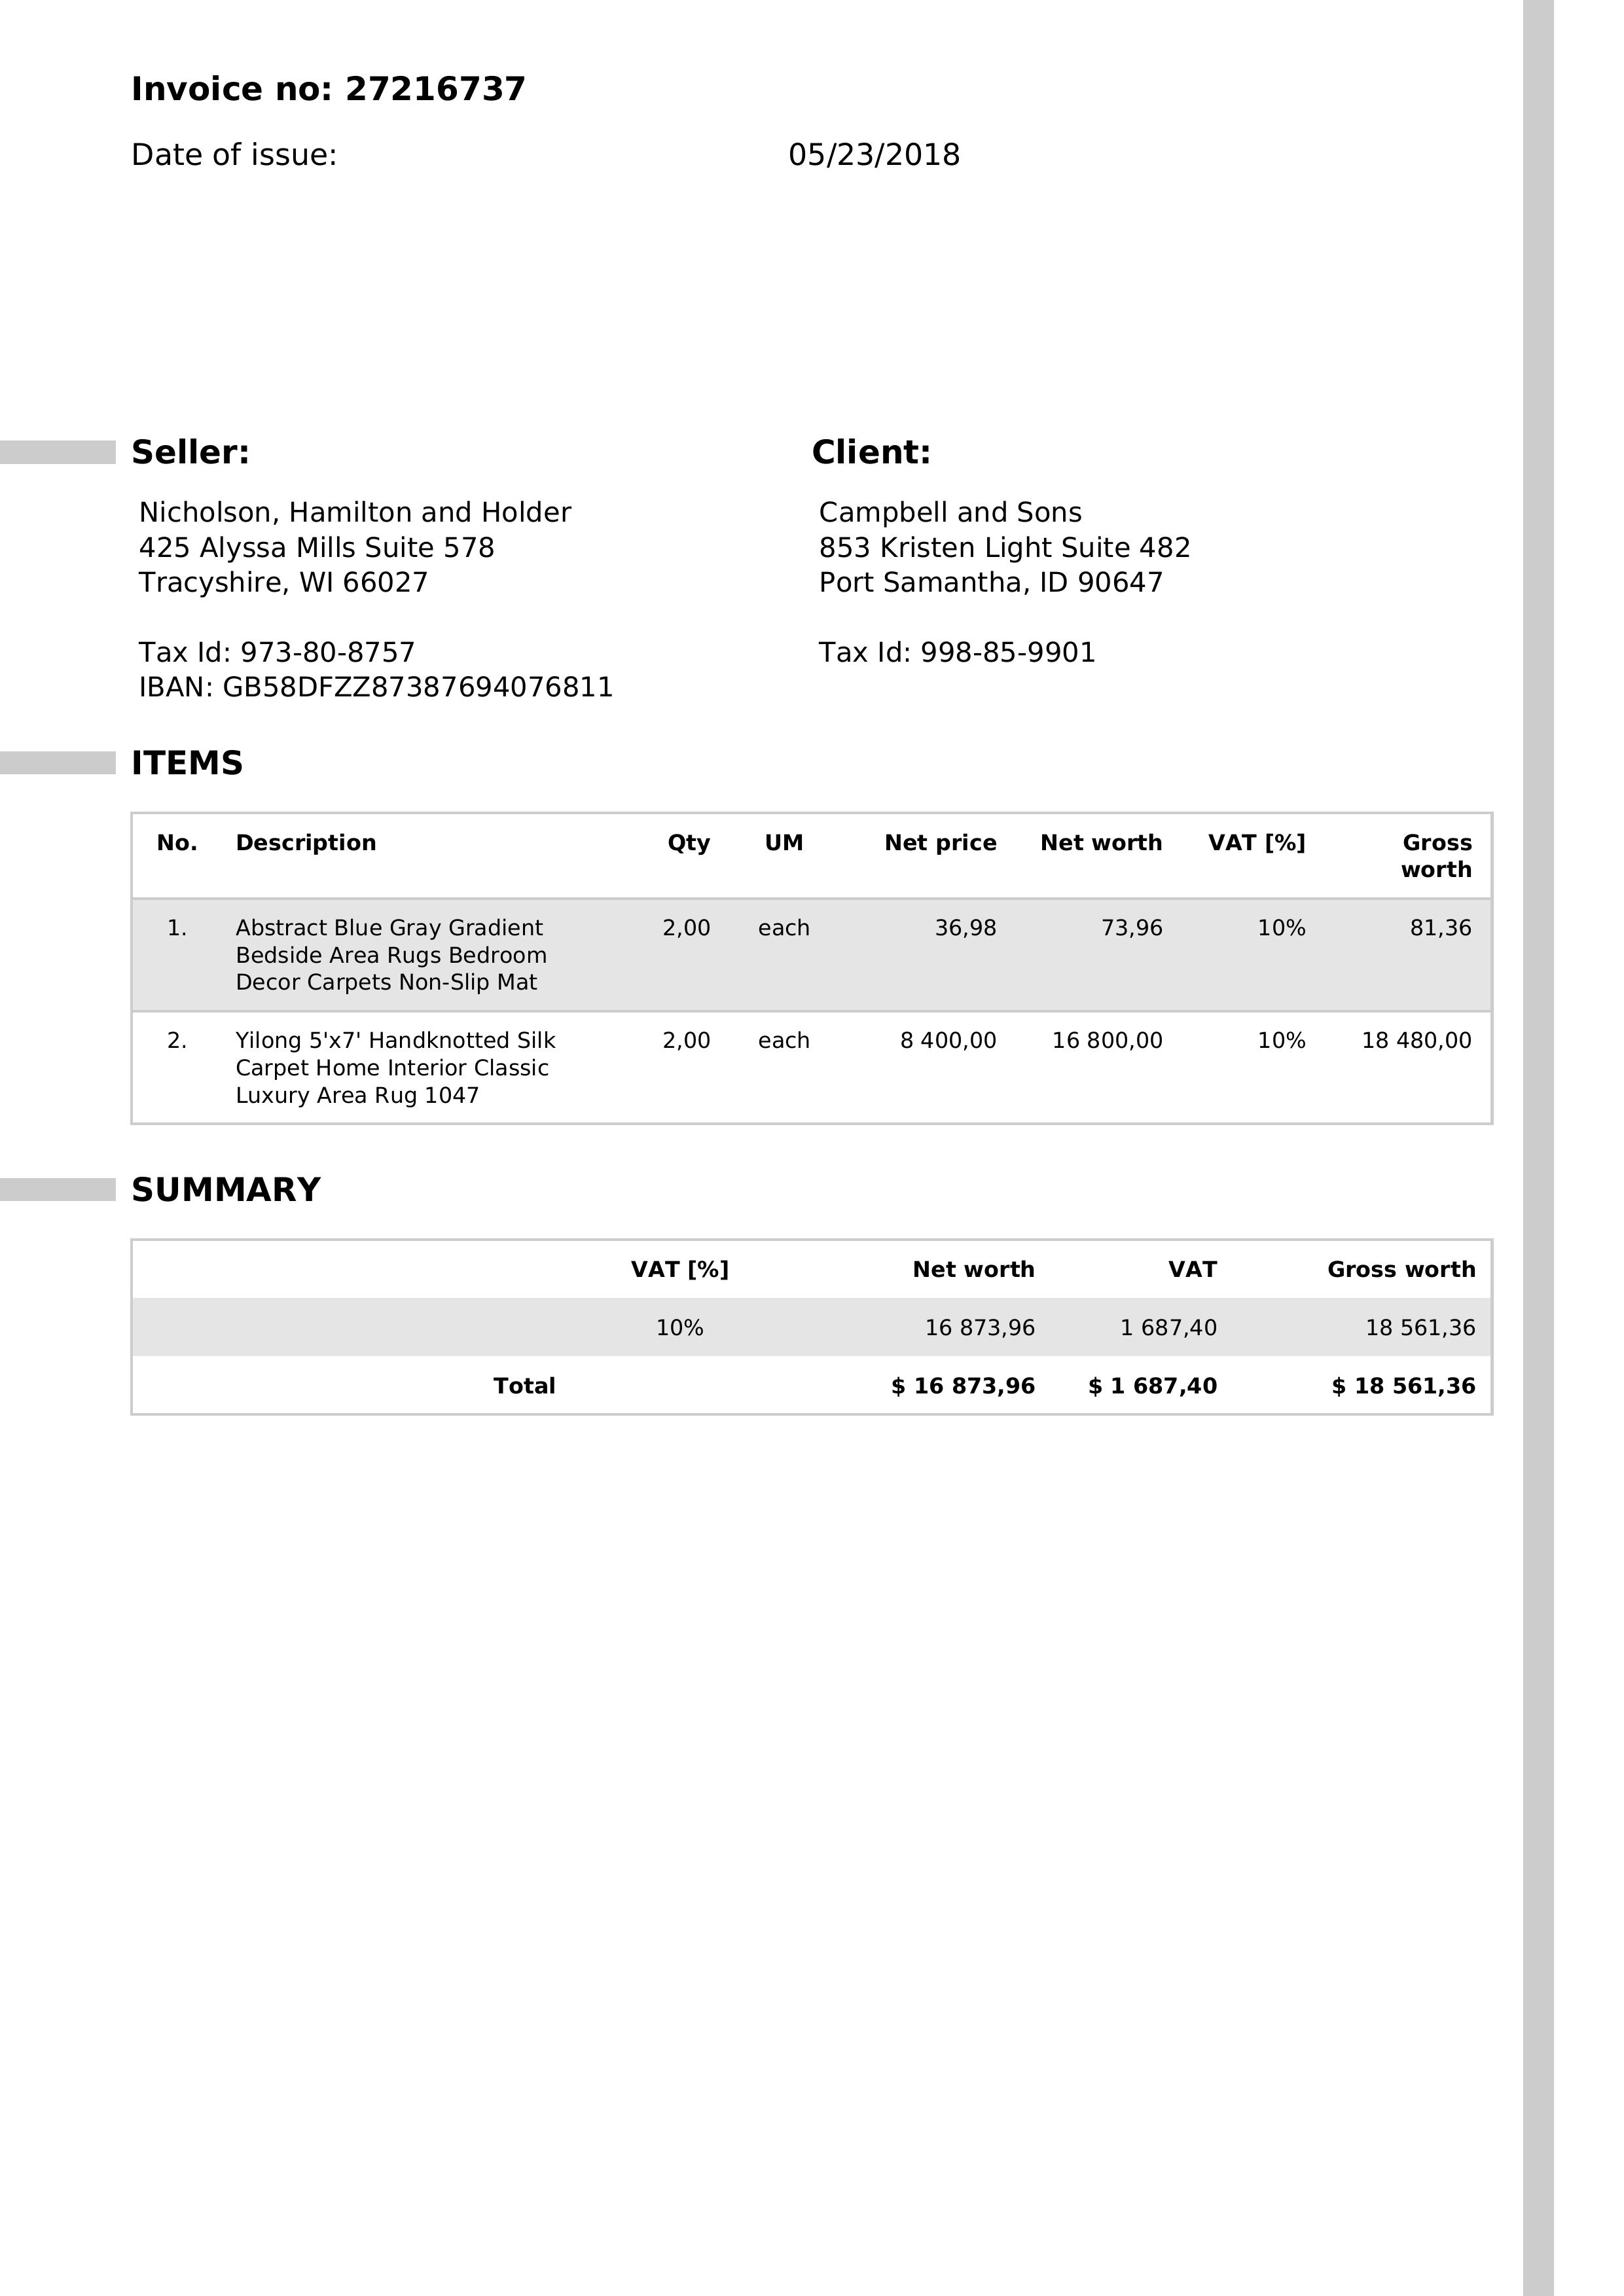 Invoice no: 27216737
Date of issue: 05/23/2018
Seller: Client:
Nicholson, Hamilton and Holder Campbell and Sons
425 Alyssa Mills Suite 578 853 Kristen Light Suite 482
Tracyshire, WI 66027 Port Samantha, ID 90647
Tax Id: 973-80-8757 Tax Id: 998-85-9901
IBAN: GB58DFZZ87387694076811
ITEMS
No. Description Qty UM Net price Net worth VAT [%] Gross
worth
1. Abstract Blue Gray Gradient 2,00 each 36,98 73,96 10% 81,36
Bedside Area Rugs Bedroom
Decor Carpets Non-Slip Mat
2. Yilong 5'x7' Handknotted Silk 2,00 each 8 400,00 16 800,00 10% 18 480,00
Carpet Home Interior Classic
Luxury Area Rug 1047
SUMMARY
VAT [%] Net worth VAT Gross worth
10% 16 873,96 1 687,40 18 561,36
Total $ 16 873,96 $ 1 687,40 $ 18 561,36